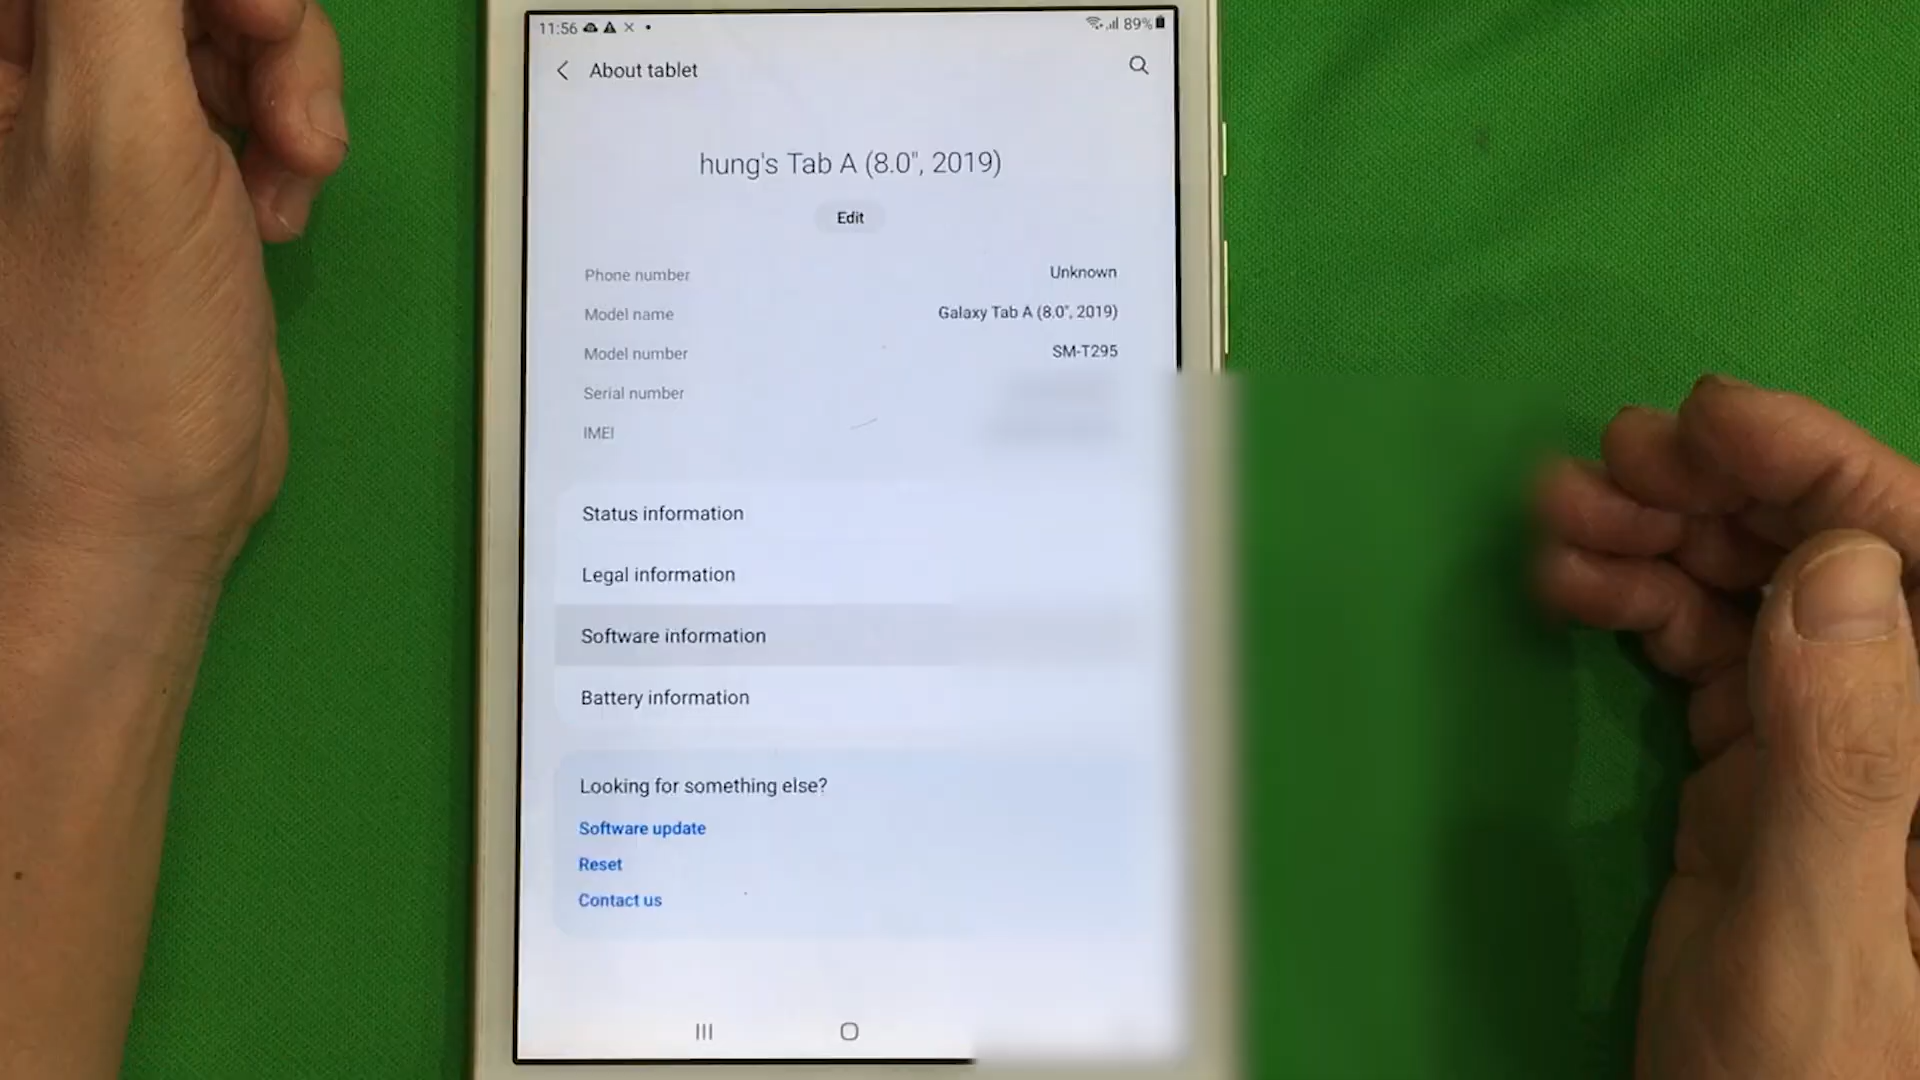 11:56 89%
About tablet
hung's Tab A (8.0", 2019)
Edit
Phone number Unknown
Model name Galaxy Tab A (8.0", 2019)
Model number SM-T295
Serial number
IMEI
Status information
Legal information
Software information
Battery information
Looking for something else?
Software update
Reset
Contact us